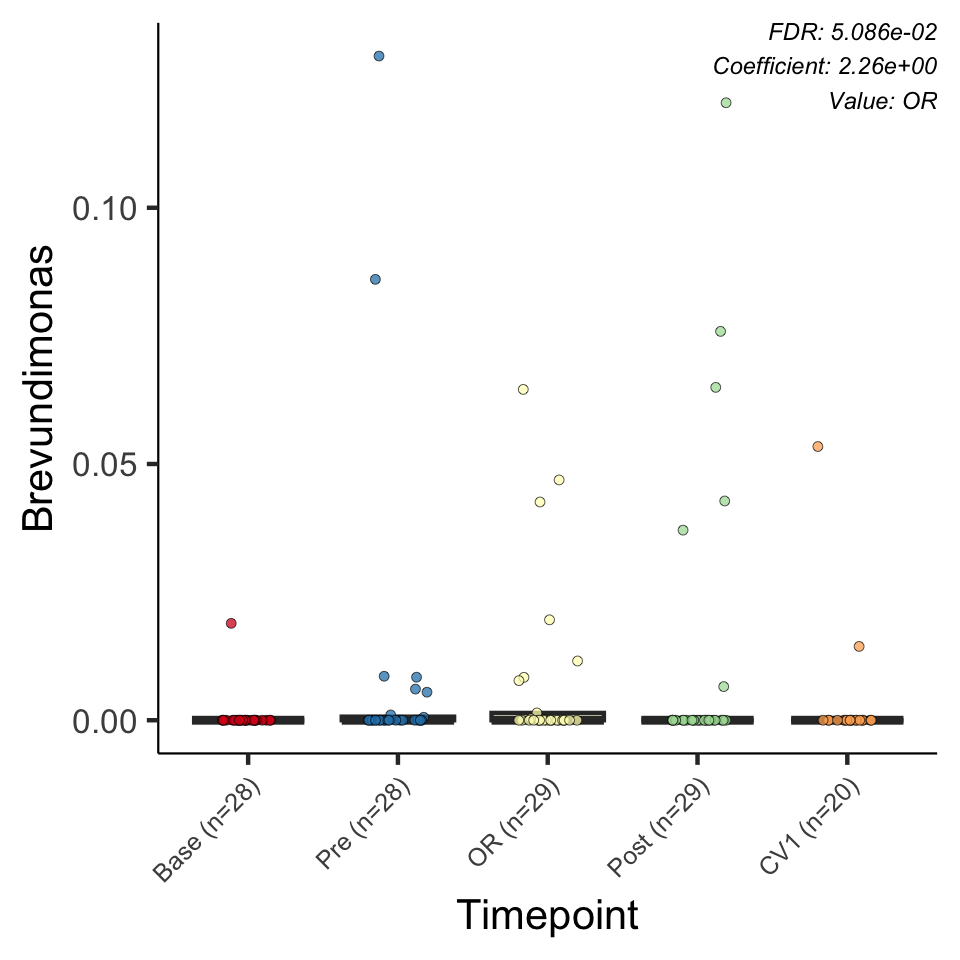 FDR: 5.086e-02
Coefficient: 2.26e+00
Value: OR
Brevundimonas
0.10
0.05
0.00
Base (n=28)
Pre (n=28)
OR (n=29)
Post (n=29)
CV1 (n=20)
Timepoint